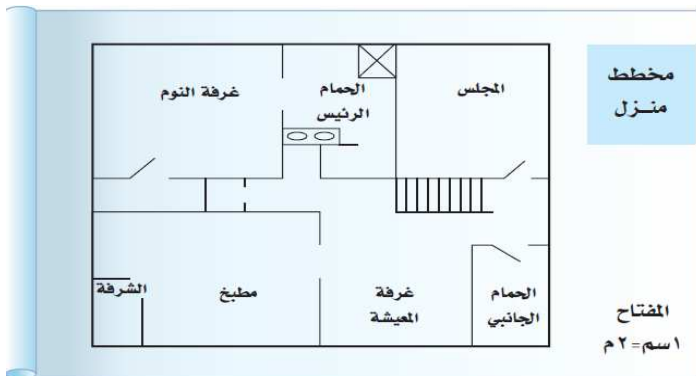 مخطط
منـزل
غرفة النوم
الحمام
الرئيس
المجلس
الشرفة
مطبخ
غرفة
المعيشة
الحمام
الجانبي
المفتاح
١سم=٢م